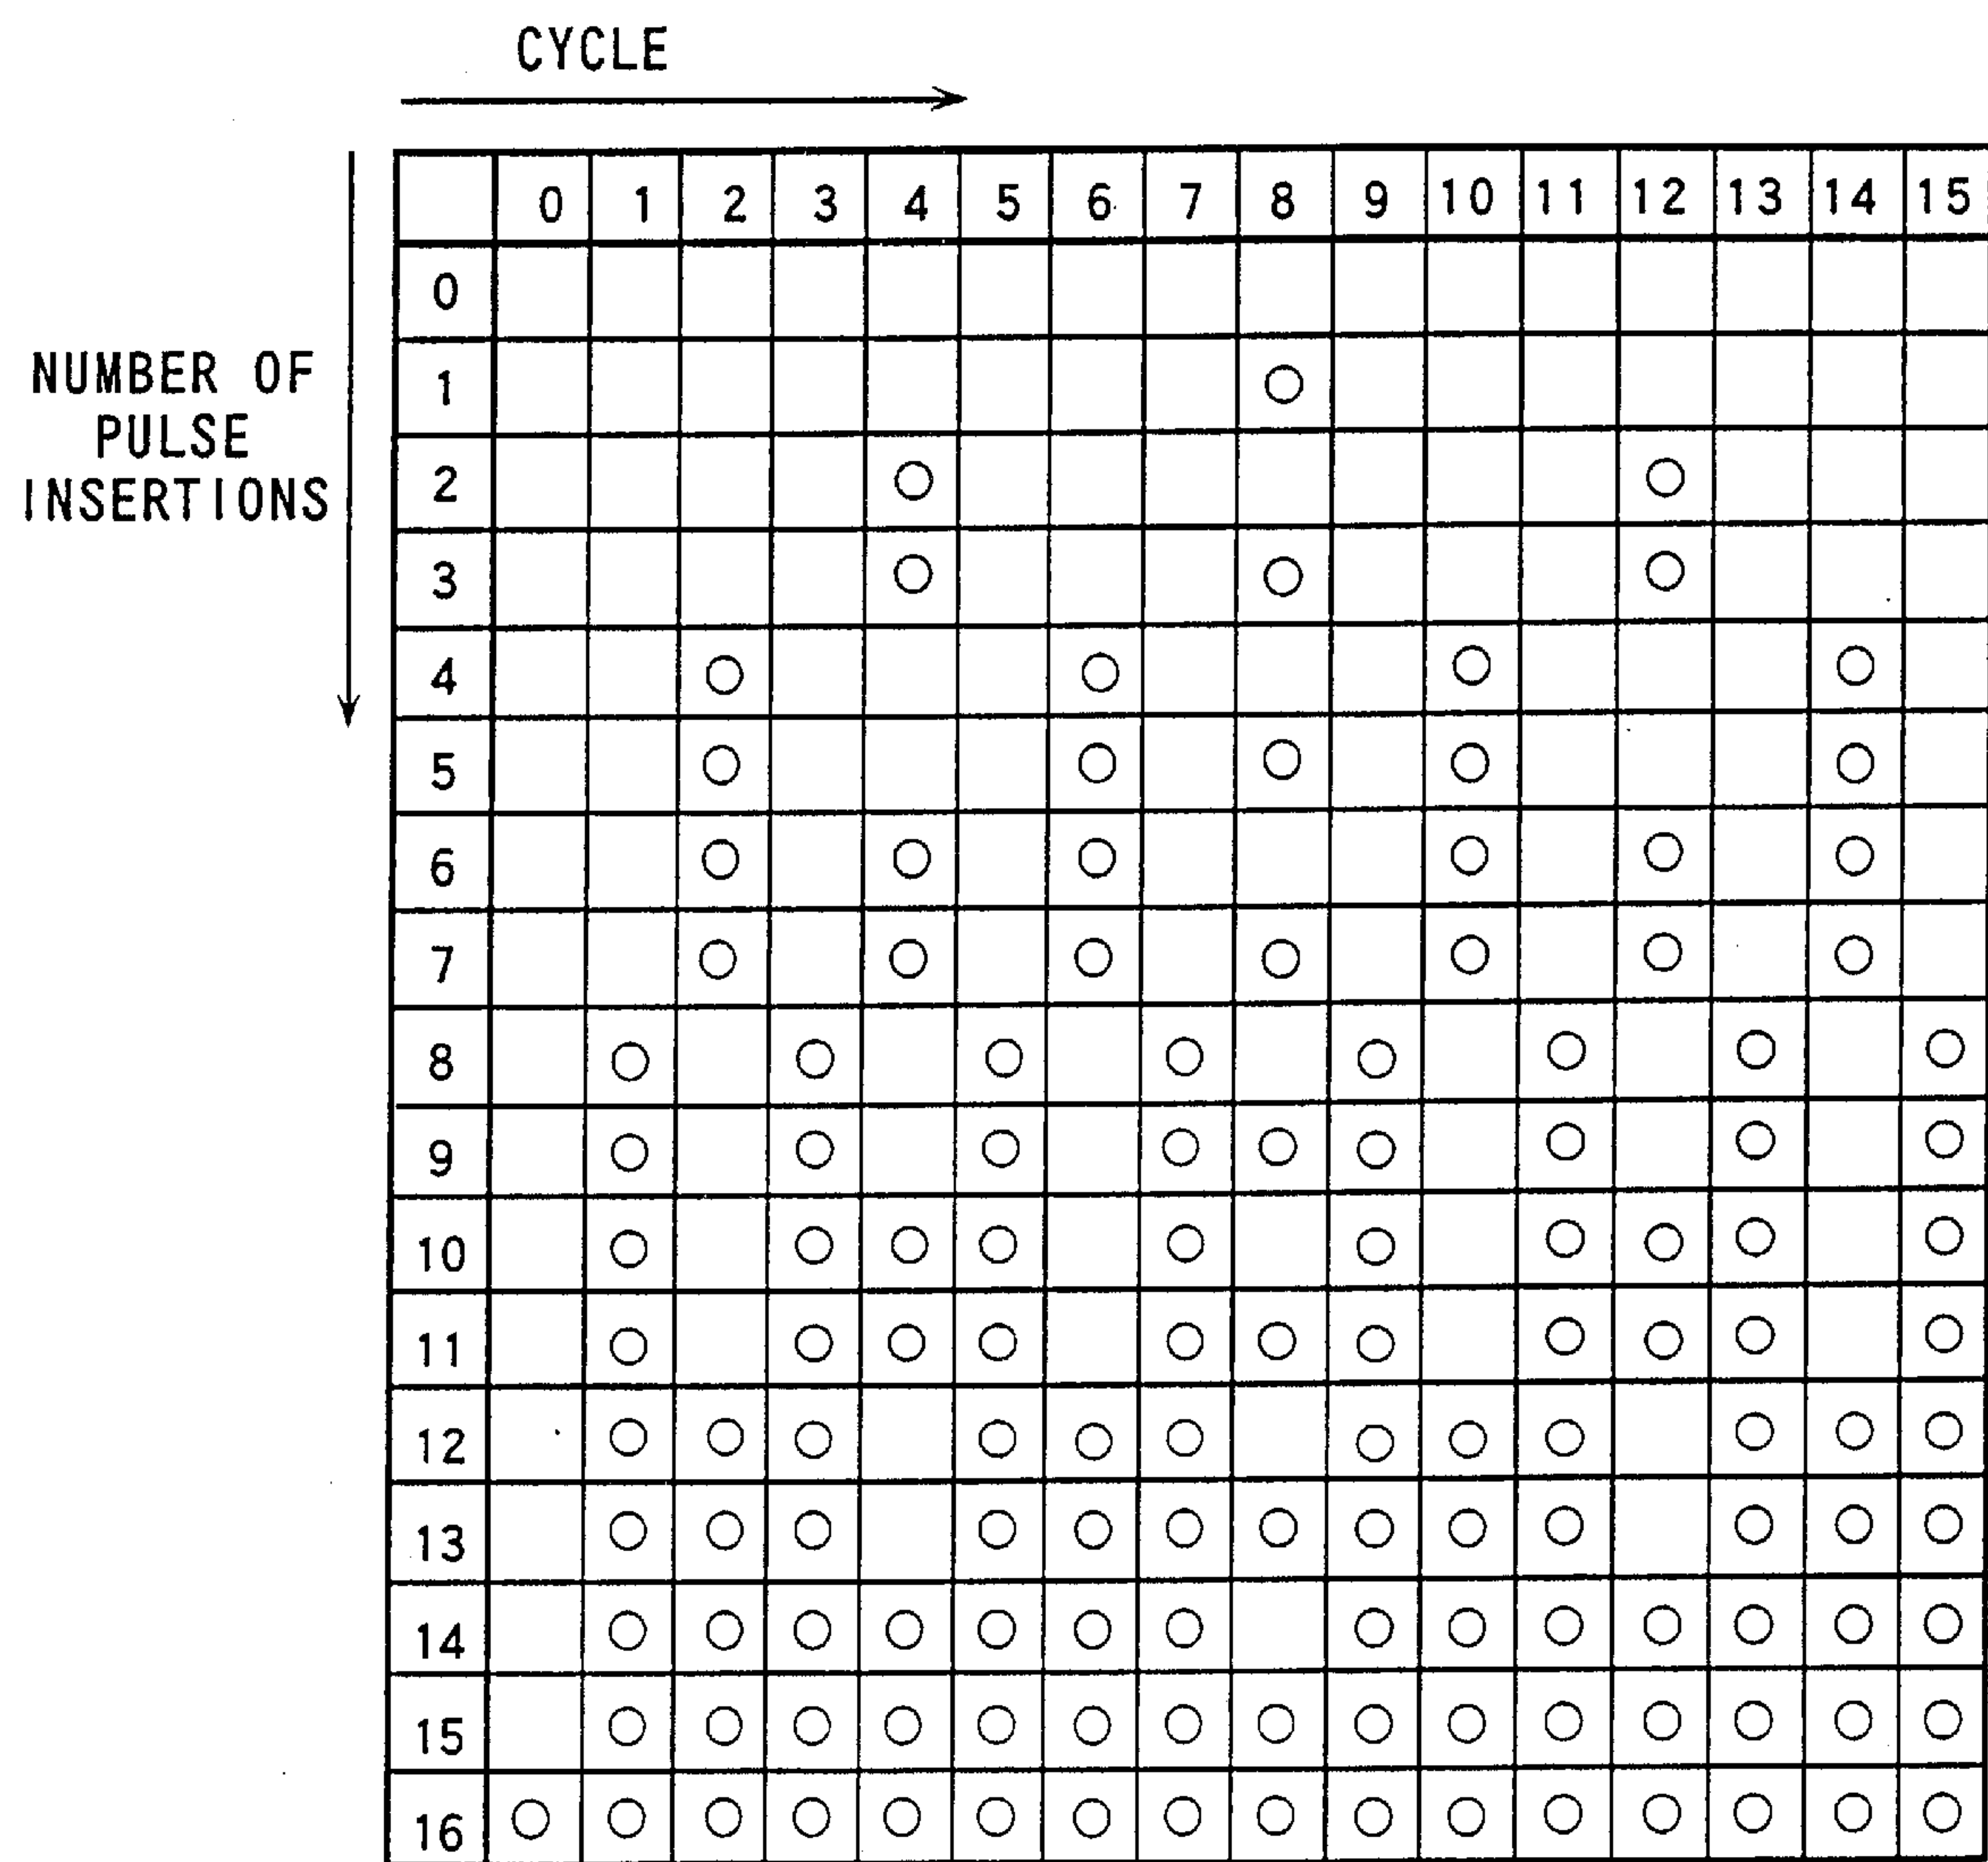 CYCLE
0 1 2 3 4 5 6 7 8 9 10 11 12 13 14 15
NUMBER OF
PULSE
INSERTIONS
0
1 ○
2 ○ ○
3 ○ ○ ○
4 ○ ○ ○ ○
5 ○ ○ ○ ○ ○
6 ○ ○ ○ ○ ○ ○
7 ○ ○ ○ ○ ○ ○ ○
8 ○ ○ ○ ○ ○ ○ ○ ○
9 ○ ○ ○ ○ ○ ○ ○ ○ ○
10 ○ ○ ○ ○ ○ ○ ○ ○ ○ ○
11 ○ ○ ○ ○ ○ ○ ○ ○ ○ ○ ○
12 ○ ○ ○ ○ ○ ○ ○ ○ ○ ○ ○ ○
13 ○ ○ ○ ○ ○ ○ ○ ○ ○ ○ ○ ○ ○
14 ○ ○ ○ ○ ○ ○ ○ ○ ○ ○ ○ ○ ○ ○
15 ○ ○ ○ ○ ○ ○ ○ ○ ○ ○ ○ ○ ○ ○ ○
16 ○ ○ ○ ○ ○ ○ ○ ○ ○ ○ ○ ○ ○ ○ ○ ○